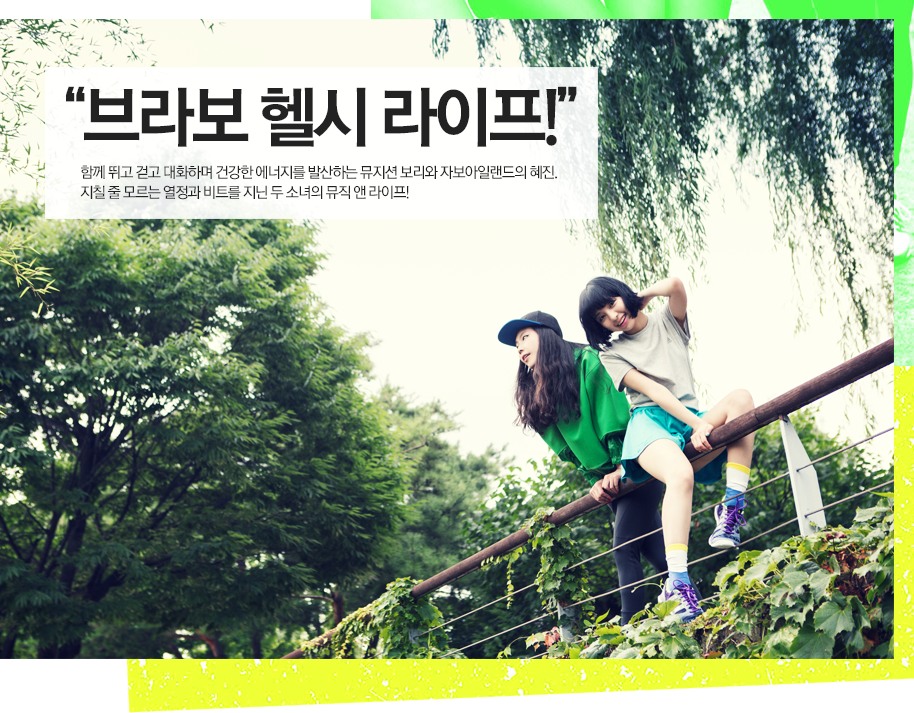 “브라보 헬시 라이프!”
함께 뛰고 걷고 대화하며 건강한 에너지를 발산하는 뮤지션 보리와 자보아일랜드의 혜진.
지칠 줄 모르는 열정과 비트를 지닌 두 소녀의 뮤직 앤 라이프!